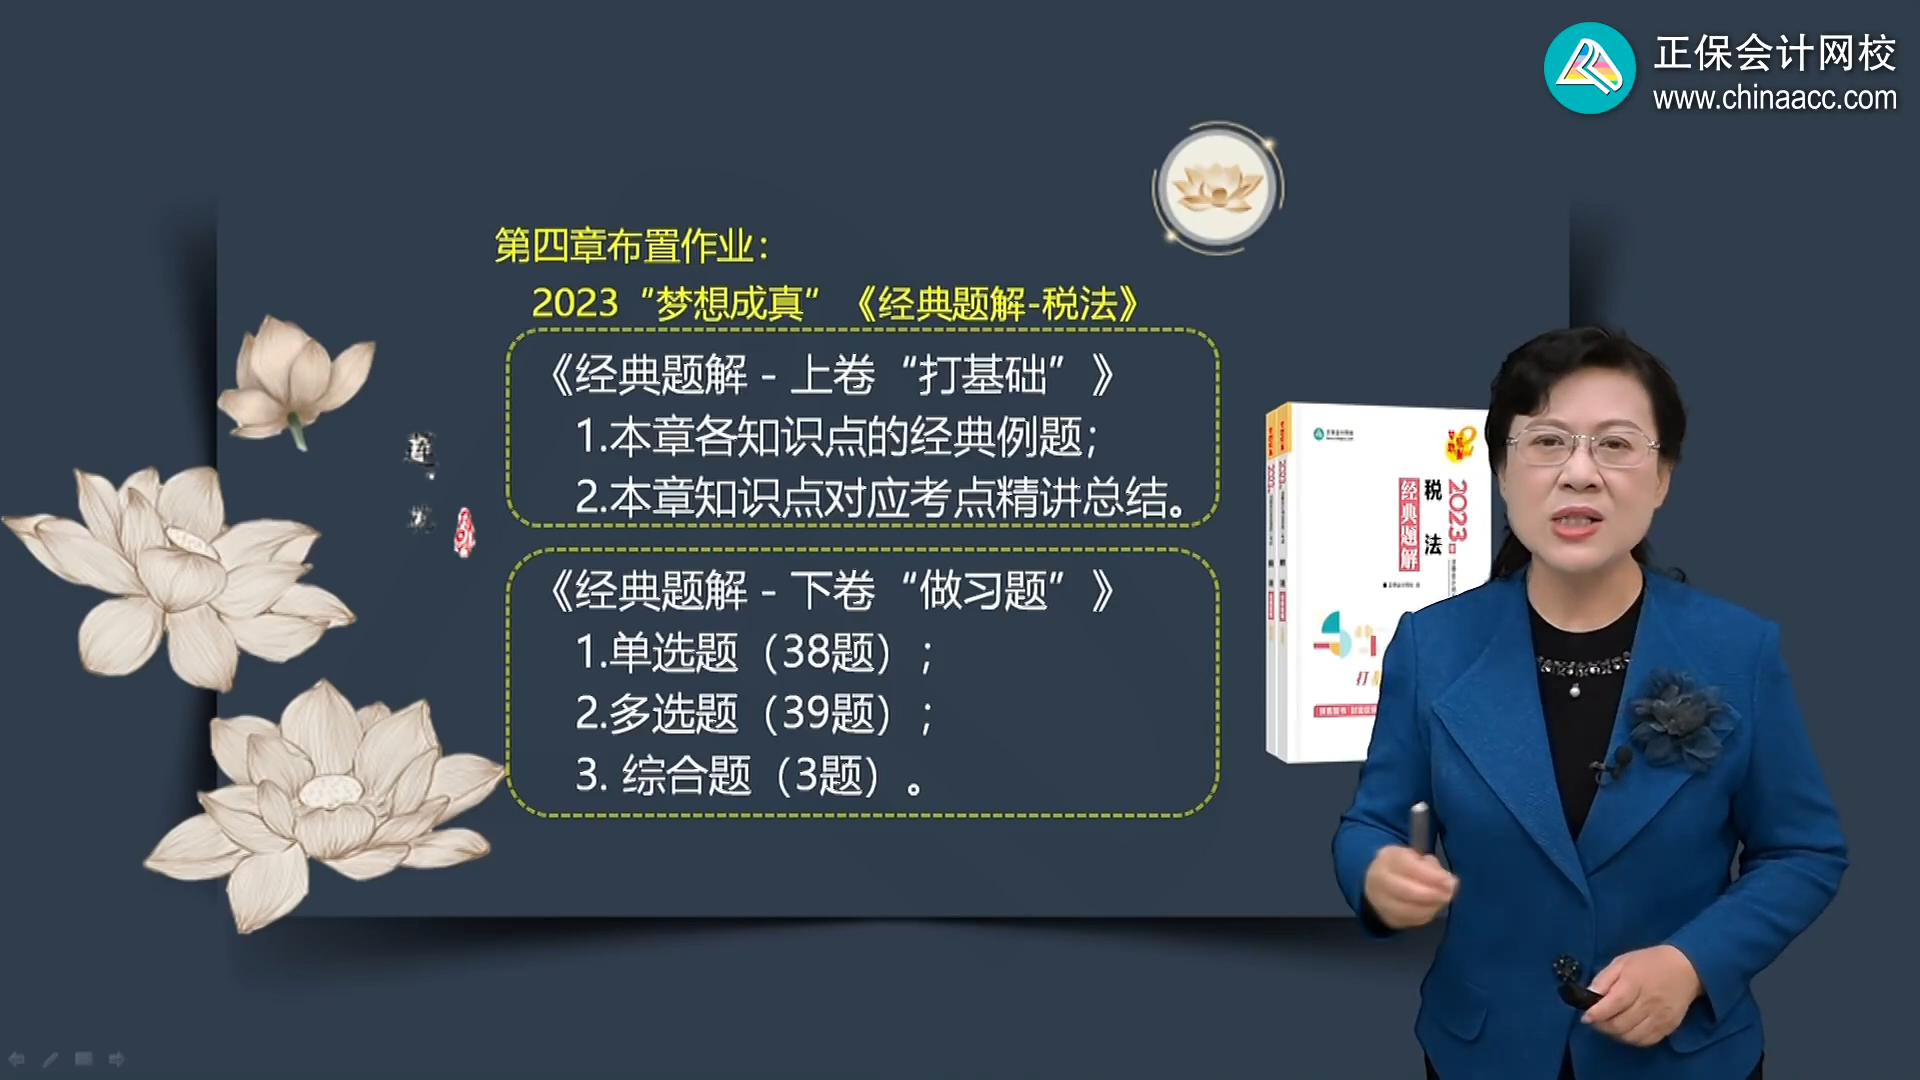 正保会计网校
www.chinaacc.com
第四章布置作业：
2023“梦想成真”《经典题解-税法》
《经典题解 - 上卷“打基础”》
1.本章各知识点的经典例题；
2.本章知识点对应考点精讲总结。
《经典题解 - 下卷“做习题”》
1.单选题（38题）；
2.多选题（39题）；
3. 综合题（3题）。
2023
税法
经典题解
打